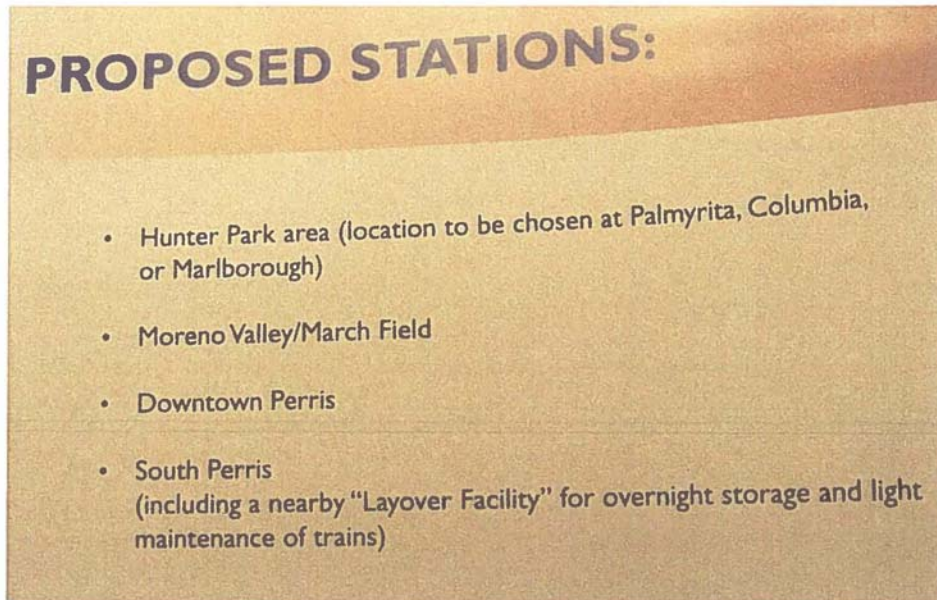 PROPOSED STATIONS:
• Hunter Park area (location to be chosen at Palmyrita, Columbia,
or Marlborough)
• Moreno Valley/March Field
• Downtown Perris
• South Perris
(including a nearby “Layover Facility” for overnight storage and light
maintenance of trains)